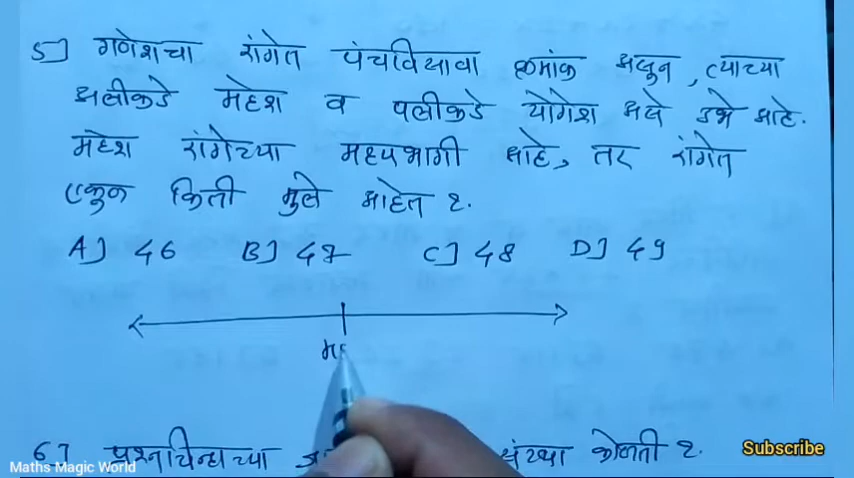 5] गणेशचा रांगेत पंचविसावा क्रमांक असून, त्याच्या
अलीकडे महेश व पलीकडे योगेश असे उभे आहे.
महेश रांगेच्या मध्यभागी आहे, तर रांगेत
एकूण किती मुले आहेत ?.
A] 46 B] 47 C] 48 D] 49
6] प्रश्नचिन्हाच्या संख्या कोणती ?.
Subscribe
Maths Magic World